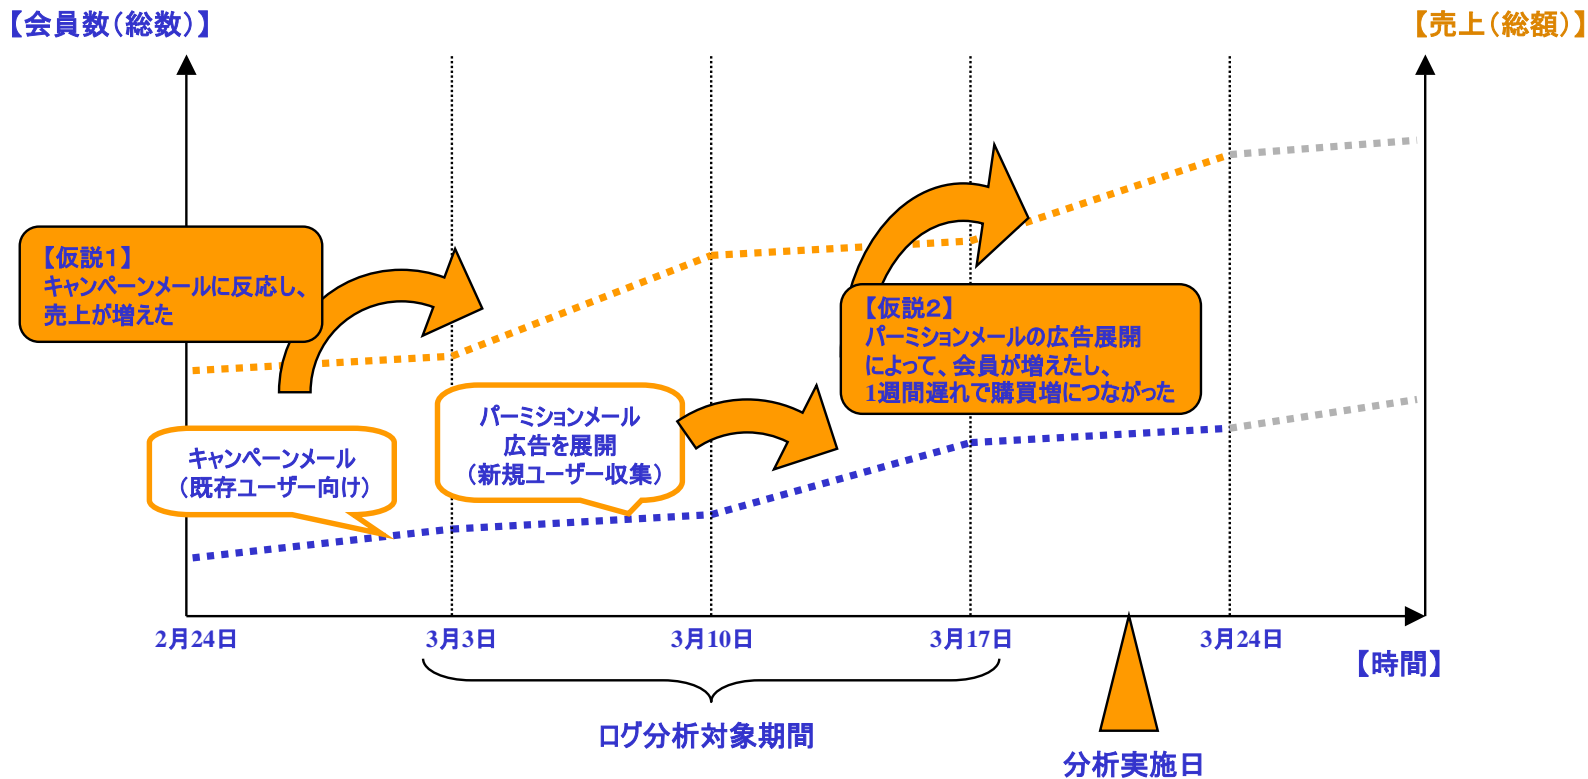 【会員数（総数）】
【売上（総額）】
【仮説１】
キャンペーンメールに反応し、
売上が増えた
【仮説２】
パーミションメールの広告展開
によって、会員が増えたし、
1週間遅れで購買増につながった
パーミションメール
広告を展開
（新規ユーザー収集）
キャンペーンメール
（既存ユーザー向け）
2月24日
3月3日
3月10日
3月17日
3月24日
【時間】
ログ分析対象期間
分析実施日